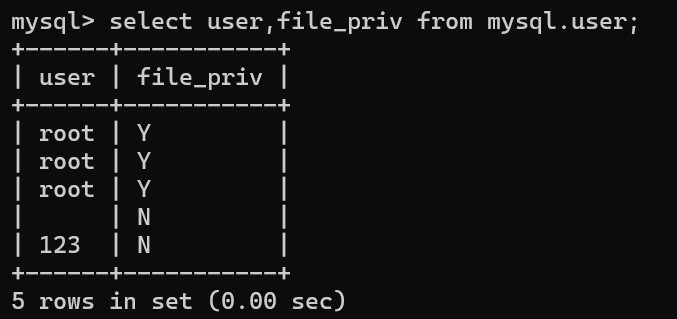 mysql> select user,file_priv from mysql.user;
+------+-----------+
| user | file_priv |
+------+-----------+
| root | Y         |
| root | Y         |
| root | Y         |
|      | N         |
| 123  | N         |
+------+-----------+
5 rows in set (0.00 sec)